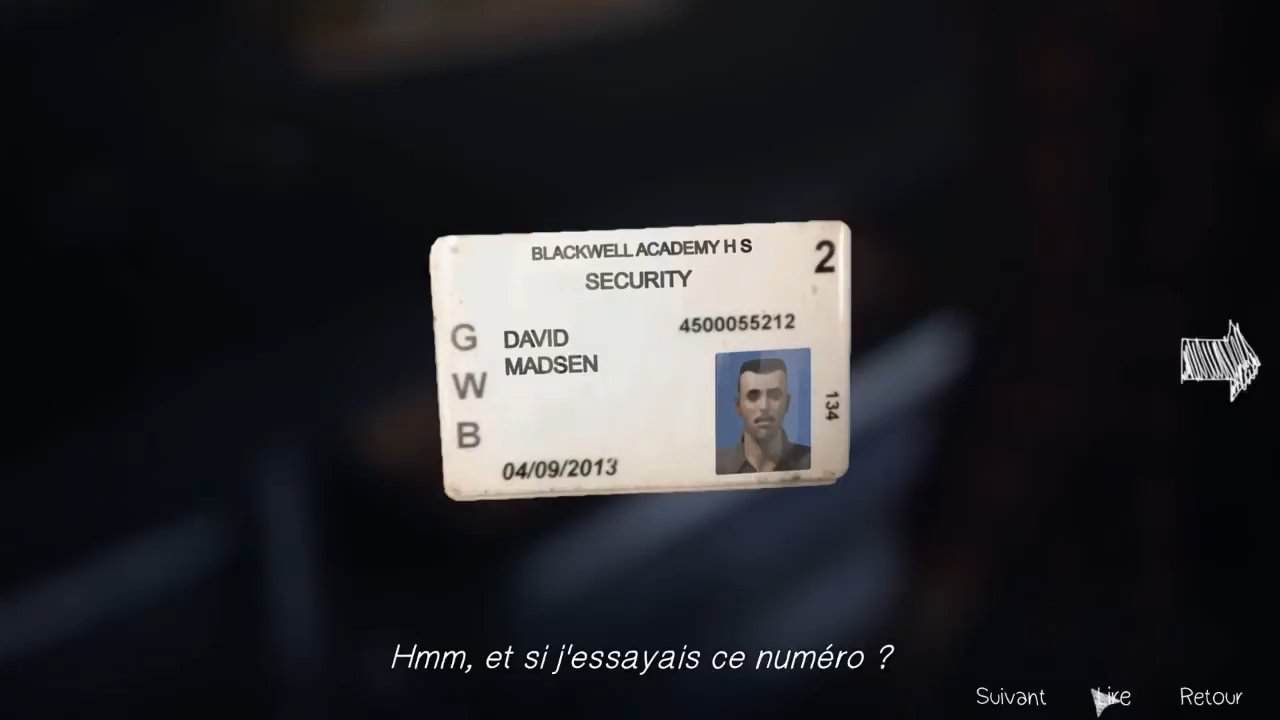 BLACKWELL ACADEMY H S
2
SECURITY
4500055212
G
DAVID
MADSEN
W
B
134
04/09/2013
Hmm, et si j'essayais ce numéro ?
Suivant Lire Retour